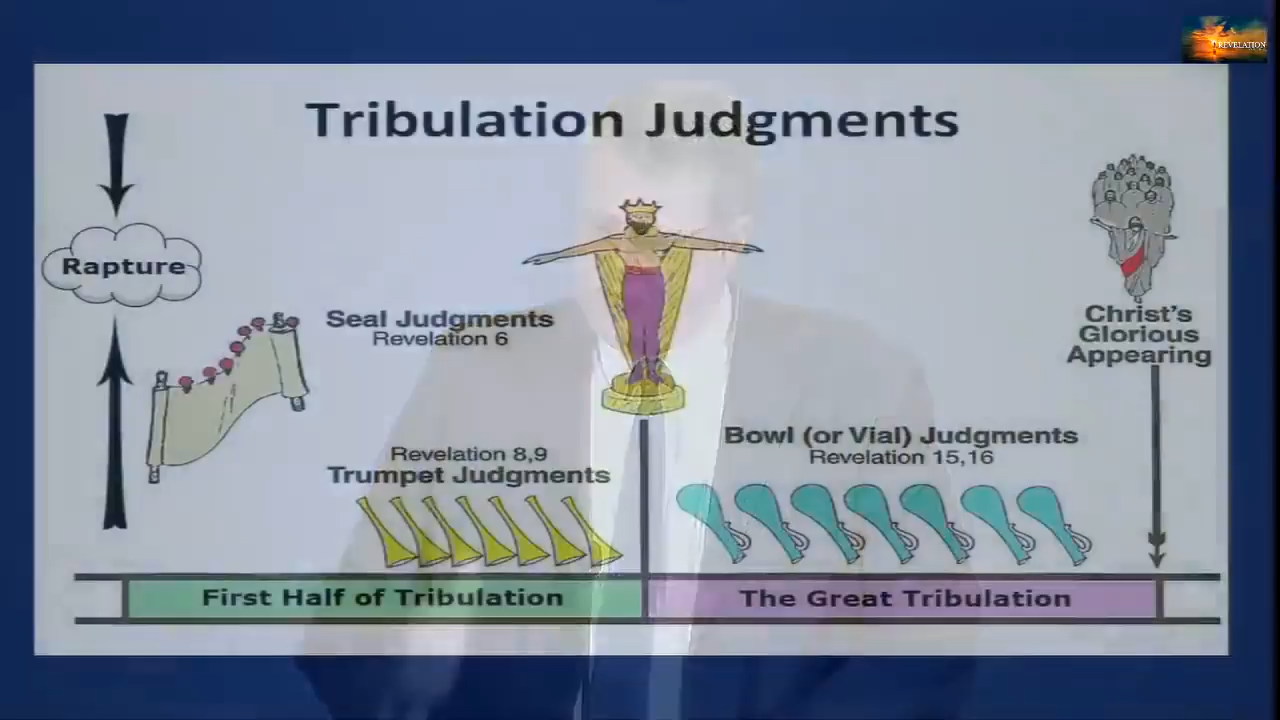 REVELATION
Tribulation Judgments
Rapture
Seal Judgments
Revelation 6
Christ's
Glorious
Appearing
Revelation 8,9
Trumpet Judgments
Bowl (or Vial) Judgments
Revelation 15,16
First Half of Tribulation
The Great Tribulation